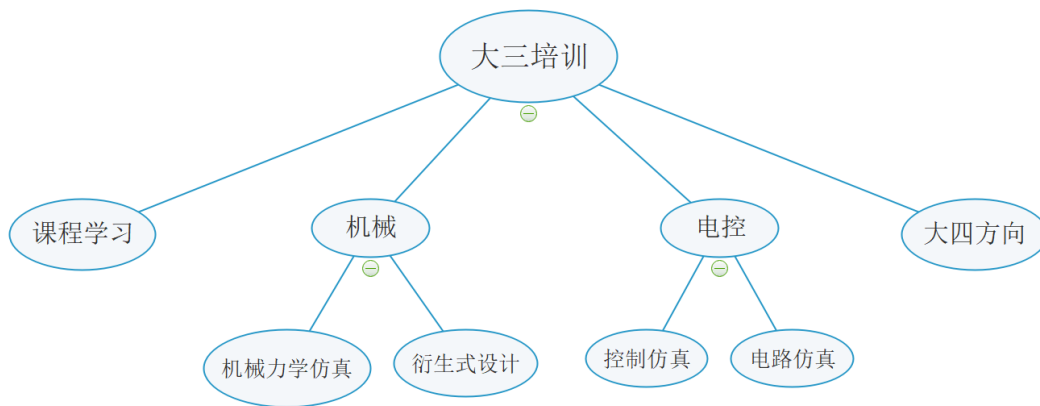 大三培训
课程学习
机械
电控
大四方向
机械力学仿真
衍生式设计
控制仿真
电路仿真